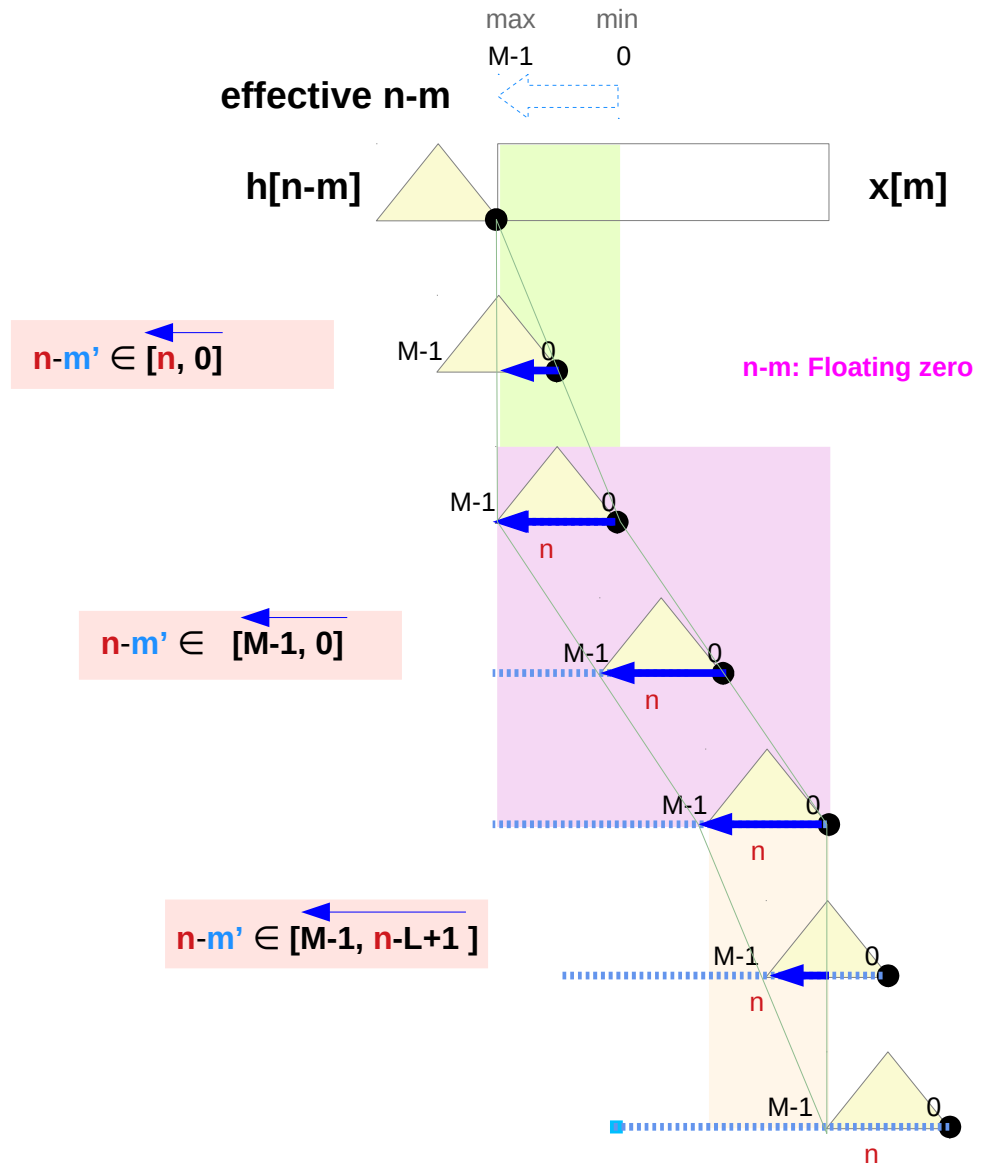 max min
M-1 0
effective n-m
h[n-m] x[m]
M-1 0
n-m’ ∈ [n, 0]
n-m: Floating zero
M-1 0
n
n-m’ ∈ [M-1, 0]
M-1 0
n
M-1 0
n
n-m’ ∈ [M-1, n-L+1 ]
M-1 0
n
M-1 0
n